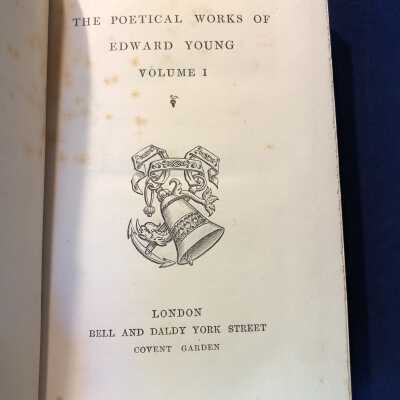 THE POETICAL WORKS OF
EDWARD YOUNG
VOLUME I
LONDON
BELL AND DALDY YORK STREET
COVENT GARDEN